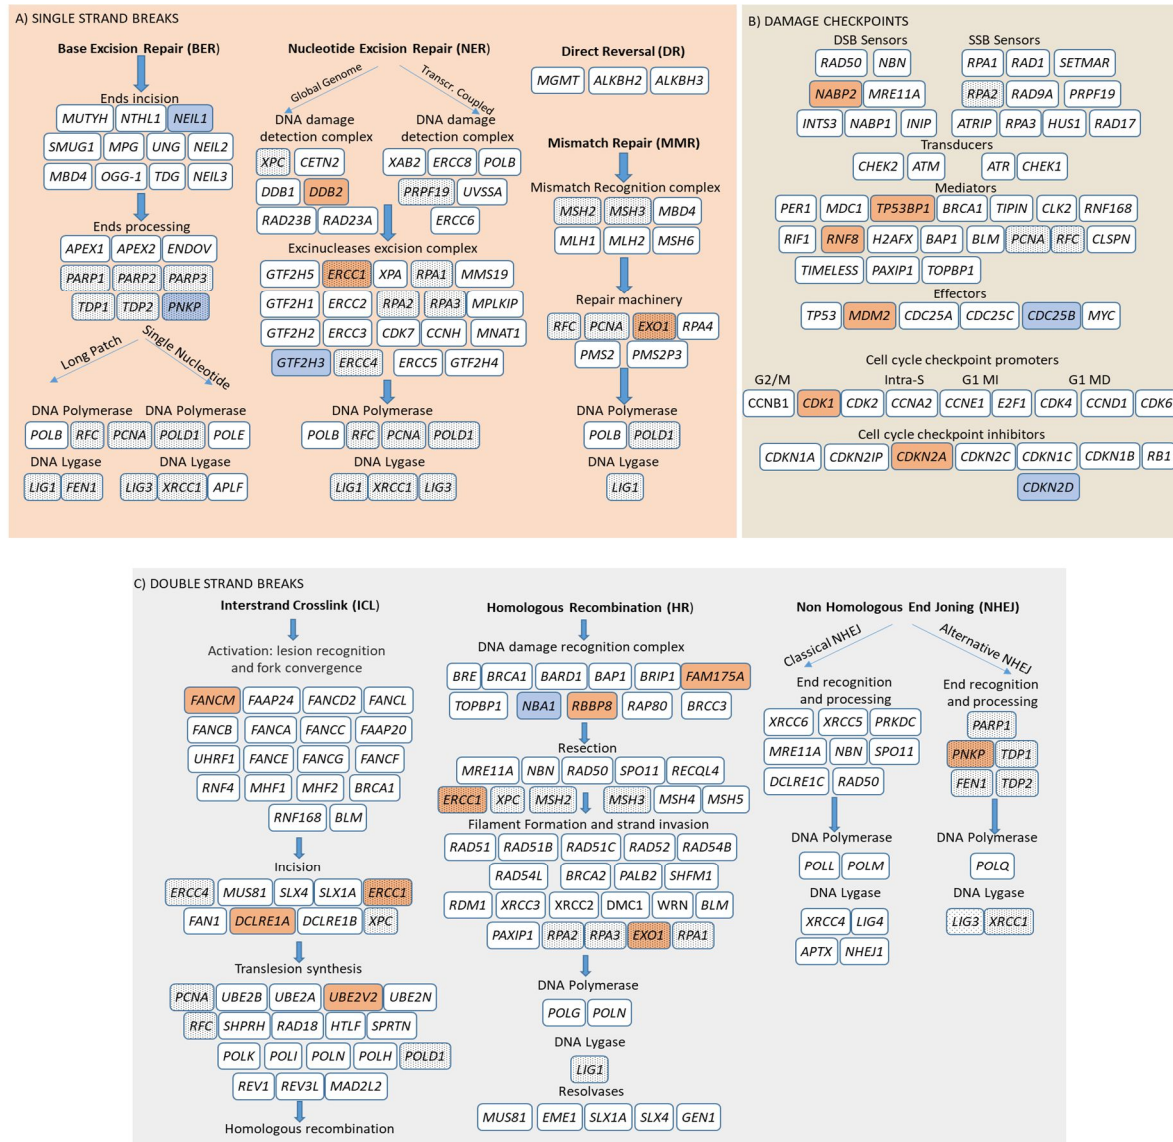 A) SINGLE STRAND BREAKS
Base Excision Repair (BER)
Ends incision
MUTYH NTHL1 NEIL1
SMUG1 MPG UNG NEIL2
MBD4 OGG-1 TDG NEIL3
Ends processing
APEX1 APEX2 ENDOV
PARP1 PARP2 PARP3
TDP1 TDP2 PNKP
Long Patch
Single Nucleotide
DNA Polymerase DNA Polymerase
POLB RFC PCNA POLD1 POLE
DNA Lygase DNA Lygase
LIG1 FEN1 LIG3 XRCC1 APLF
Nucleotide Excision Repair (NER)
Global Genome
Transcr. Coupled
DNA damage
detection complex
XPC CETN2
DDB1 DDB2
RAD23B RAD23A
DNA damage
detection complex
XAB2 ERCC8 POLB
PRPF19 UVSSA
ERCC6
Excinucleases excision complex
GTF2H5 ERCC1 XPA RPA1 MMS19
GTF2H1 ERCC2 RPA2 RPA3 MPLKIP
GTF2H2 ERCC3 CDK7 CCNH MNAT1
GTF2H3 ERCC4 ERCC5 GTF2H4
DNA Polymerase
POLB RFC PCNA POLD1
DNA Lygase
LIG1 XRCC1 LIG3
Direct Reversal (DR)
MGMT ALKBH2 ALKBH3
Mismatch Repair (MMR)
Mismatch Recognition complex
MSH2 MSH3 MBD4
MLH1 MLH2 MSH6
Repair machinery
RFC PCNA EXO1 RPA4
PMS2 PMS2P3
DNA Polymerase
POLB POLD1
DNA Lygase
LIG1
B) DAMAGE CHECKPOINTS
DSB Sensors SSB Sensors
RAD50 NBN RPA1 RAD1 SETMAR
NABP2 MRE11A RPA2 RAD9A PRPF19
INTS3 NABP1 INIP ATRIP RPA3 HUS1 RAD17
Transducers
CHEK2 ATM ATR CHEK1
Mediators
PER1 MDC1 TP53BP1 BRCA1 TIPIN CLK2 RNF168
RIF1 RNF8 H2AFX BAP1 BLM PCNA RFC CLSPN
TIMELESS PAXIP1 TOPBP1
Effectors
TP53 MDM2 CDC25A CDC25C CDC25B MYC
Cell cycle checkpoint promoters
G2/M Intra-S G1 MI G1 MD
CCNB1 CDK1 CDK2 CCNA2 CCNE1 E2F1 CDK4 CCND1 CDK6
Cell cycle checkpoint inhibitors
CDKN1A CDKN2IP CDKN2A CDKN2C CDKN1C CDKN1B RB1
CDKN2D
C) DOUBLE STRAND BREAKS
Interstrand Crosslink (ICL)
Activation: lesion recognition
and fork convergence
FANCM FAAP24 FANCD2 FANCL
FANCB FANCA FANCC FAAP20
UHRF1 FANCE FANCG FANCF
RNF4 MHF1 MHF2 BRCA1
RNF168 BLM
Incision
ERCC4 MUS81 SLX4 SLX1A ERCC1
FAN1 DCLRE1A DCLRE1B XPC
Translesion synthesis
PCNA UBE2B UBE2A UBE2V2 UBE2N
RFC SHPRH RAD18 HTLF SPRTN
POLK POLI POLN POLH POLD1
REV1 REV3L MAD2L2
Homologous recombination
Homologous Recombination (HR)
DNA damage recognition complex
BRE BRCA1 BARD1 BAP1 BRIP1 FAM175A
TOPBP1 NBA1 RBBP8 RAP80 BRCC3
Resection
MRE11A NBN RAD50 SPO11 RECQL4
ERCC1 XPC MSH2 MSH3 MSH4 MSH5
Filament Formation and strand invasion
RAD51 RAD51B RAD51C RAD52 RAD54B
RAD54L BRCA2 PALB2 SHFM1
RDM1 XRCC3 XRCC2 DMC1 WRN BLM
PAXIP1 RPA2 RPA3 EXO1 RPA1
DNA Polymerase
POLG POLN
DNA Lygase
LIG1
Resolvases
MUS81 EME1 SLX1A SLX4 GEN1
Non Homologous End Joning (NHEJ)
Classical NHEJ
Alternative NHEJ
End recognition
and processing
XRCC6 XRCC5 PRKDC
MRE11A NBN SPO11
DCLRE1C RAD50
DNA Polymerase
POLL POLM
DNA Lygase
XRCC4 LIG4
APTX NHEJ1
End recognition
and processing
PARP1
PNKP TDP1
FEN1 TDP2
DNA Polymerase
POLQ
DNA Lygase
LIG3 XRCC1